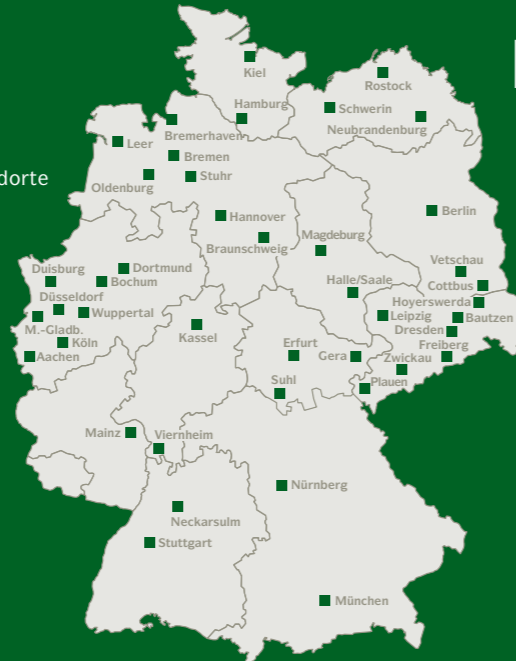 Kiel
Rostock
Hamburg
Schwerin
Neubrandenburg
Bremerhaven
Leer
Bremen
dorte
Oldenburg
Stuhr
Berlin
Hannover
Braunschweig
Magdeburg
Vetschau
Duisburg
Dortmund
Bochum
Halle/Saale
Cottbus
Düsseldorf
Hoyerswerda
Wuppertal
Leipzig
Bautzen
M.-Gladb.
Dresden
Köln
Kassel
Erfurt
Freiberg
Aachen
Gera
Zwickau
Suhl
Plauen
Mainz
Viernheim
Nürnberg
Neckarsulm
Stuttgart
München